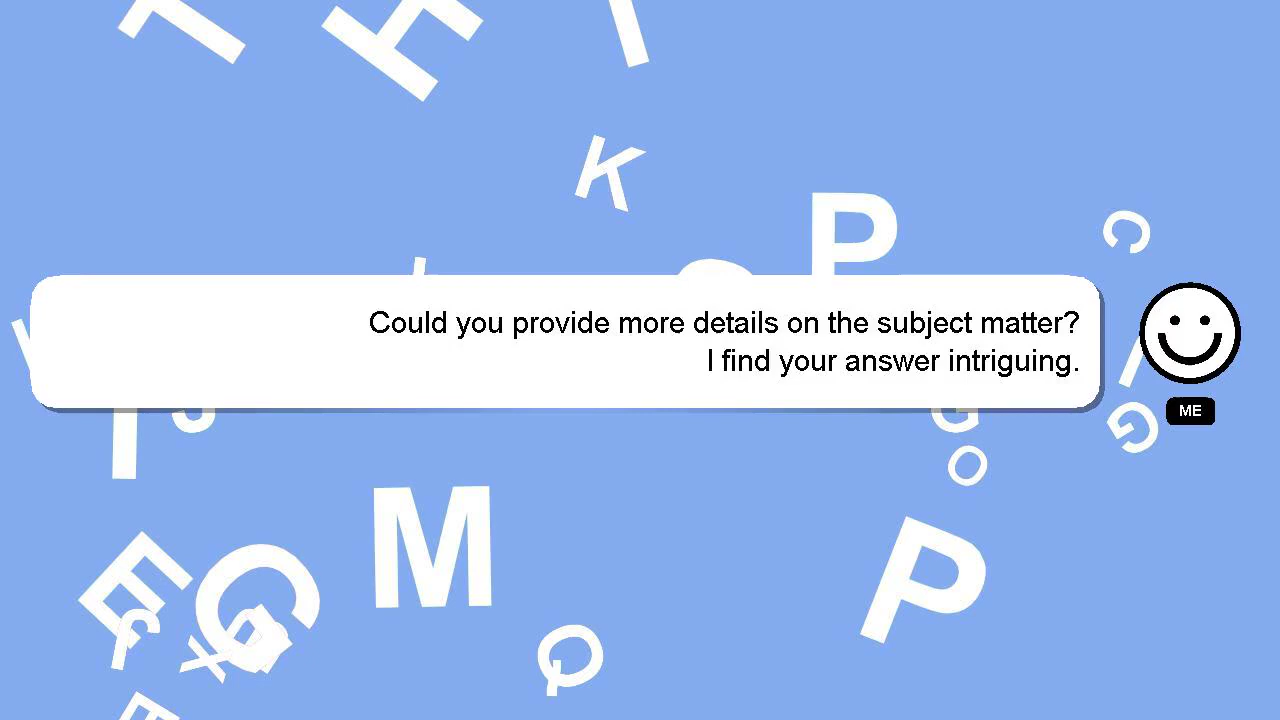 T
H
I
K
P
C
Could you provide more details on the subject matter?
I find your answer intriguing.
ME
G
G
O
M
P
E
G
X
Q
E